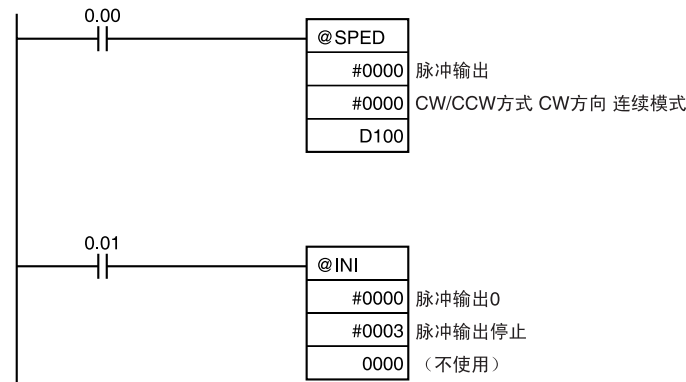 0.00
@SPED
#0000 脉冲输出
#0000 CW/CCW方式 CW方向 连续模式
D100
0.01
@INI
#0000 脉冲输出0
#0003 脉冲输出停止
0000 （不使用）